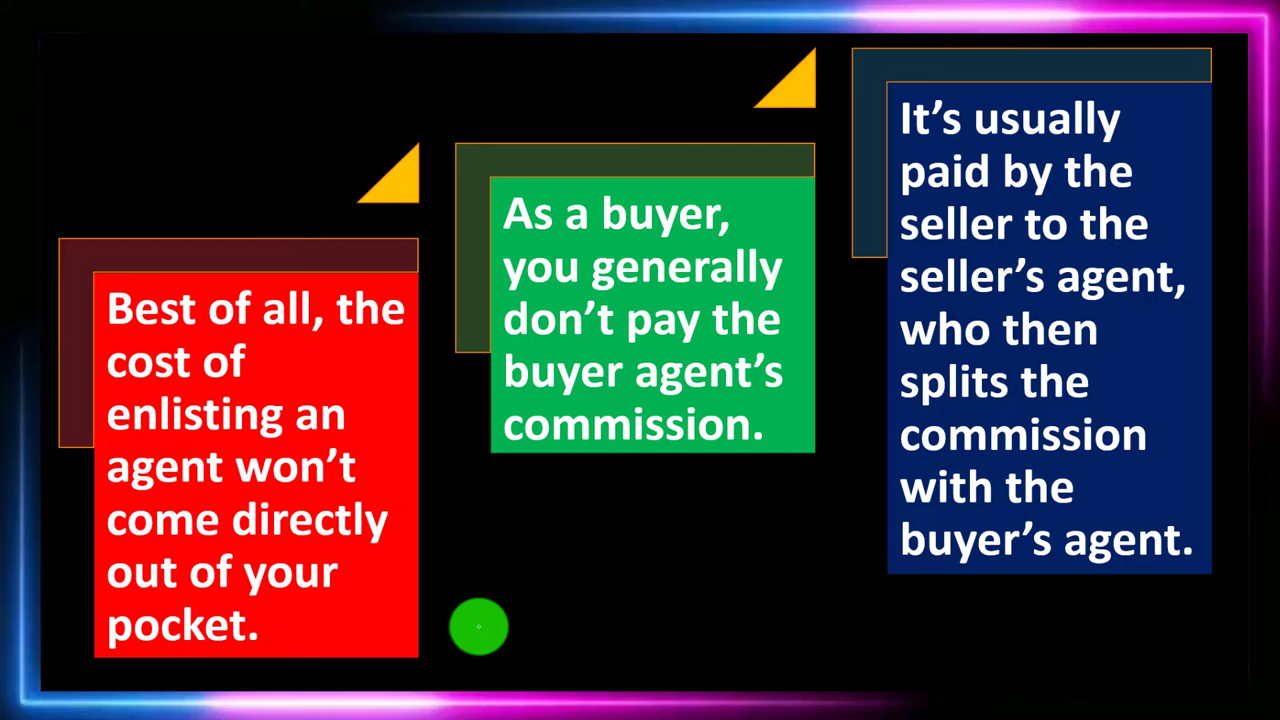 Best of all, the
cost of
enlisting an
agent won’t
come directly
out of your
pocket.
As a buyer,
you generally
don’t pay the
buyer agent’s
commission.
It’s usually
paid by the
seller to the
seller’s agent,
who then
splits the
commission
with the
buyer’s agent.